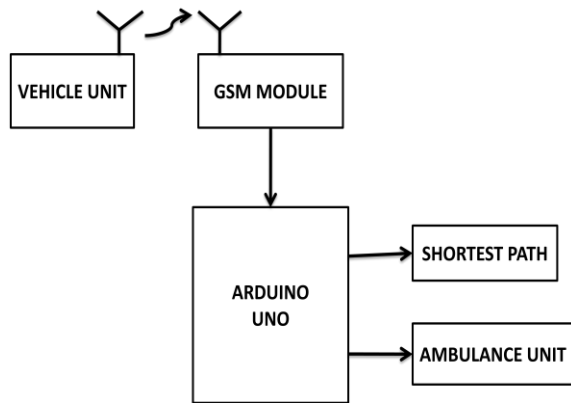 VEHICLE UNIT
GSM MODULE
ARDUINO
UNO
SHORTEST PATH
AMBULANCE UNIT